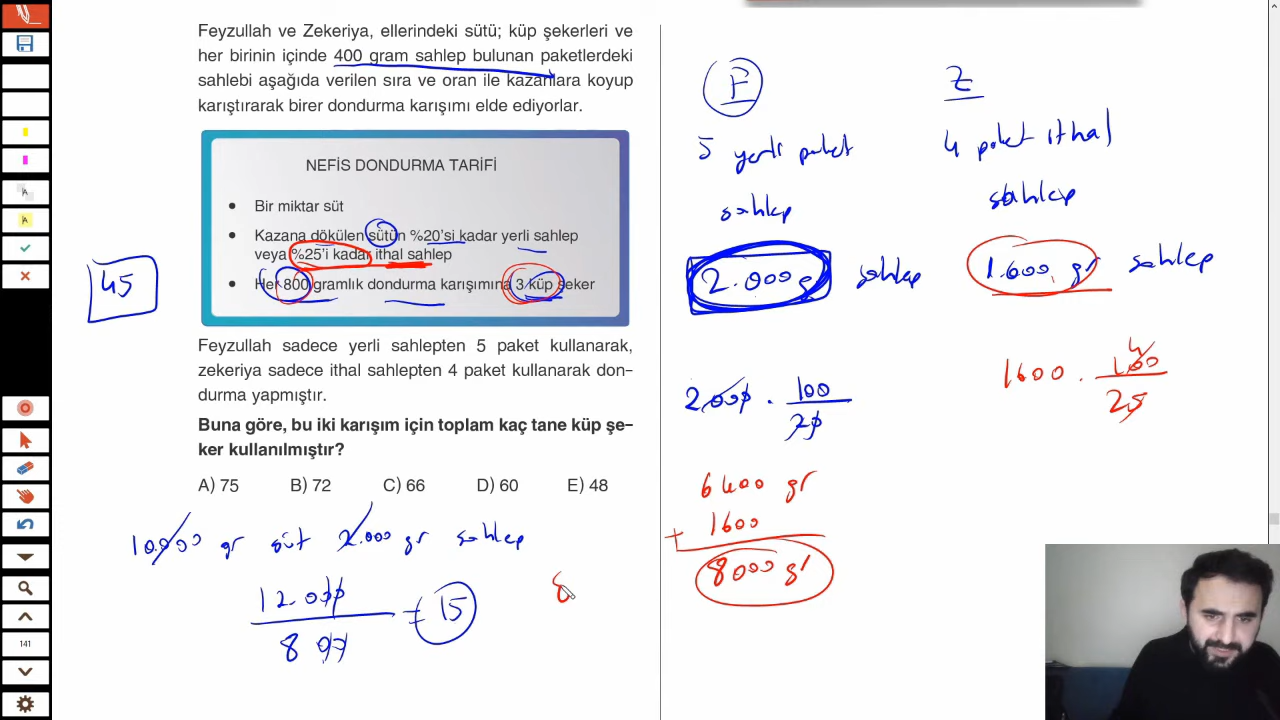 Feyzullah ve Zekeriya, ellerindeki sütü; küp şekerleri ve
her birinin içinde 400 gram sahlep bulunan paketlerdeki
sahlebi aşağıda verilen sıra ve oran ile kazanlara koyup
karıştırarak birer dondurma karışımı elde ediyorlar.
NEFİS DONDURMA TARİFİ
• Bir miktar süt
• Kazana dökülen sütün %20'si kadar yerli sahlep
veya %25'i kadar ithal sahlep
• Her 800 gramlık dondurma karışımına 3 küp şeker
45
Feyzullah sadece yerli sahlepten 5 paket kullanarak,
zekeriya sadece ithal sahlepten 4 paket kullanarak don-
durma yapmıştır.
Buna göre, bu iki karışım için toplam kaç tane küp şe-
ker kullanılmıştır?
A) 75 B) 72 C) 66 D) 60 E) 48
10.000 gr süt 2.000 gr sahlep
12.000
800
= 15
8
F
5 yerli paket
sahlep
2.000 g sahlep
2.000 . 100
20
6400 gr
+ 1600
8000 gr
Z
4 paket ithal
sahlep
1.600 gr sahlep
4
1600 . 100
25
A
A
141